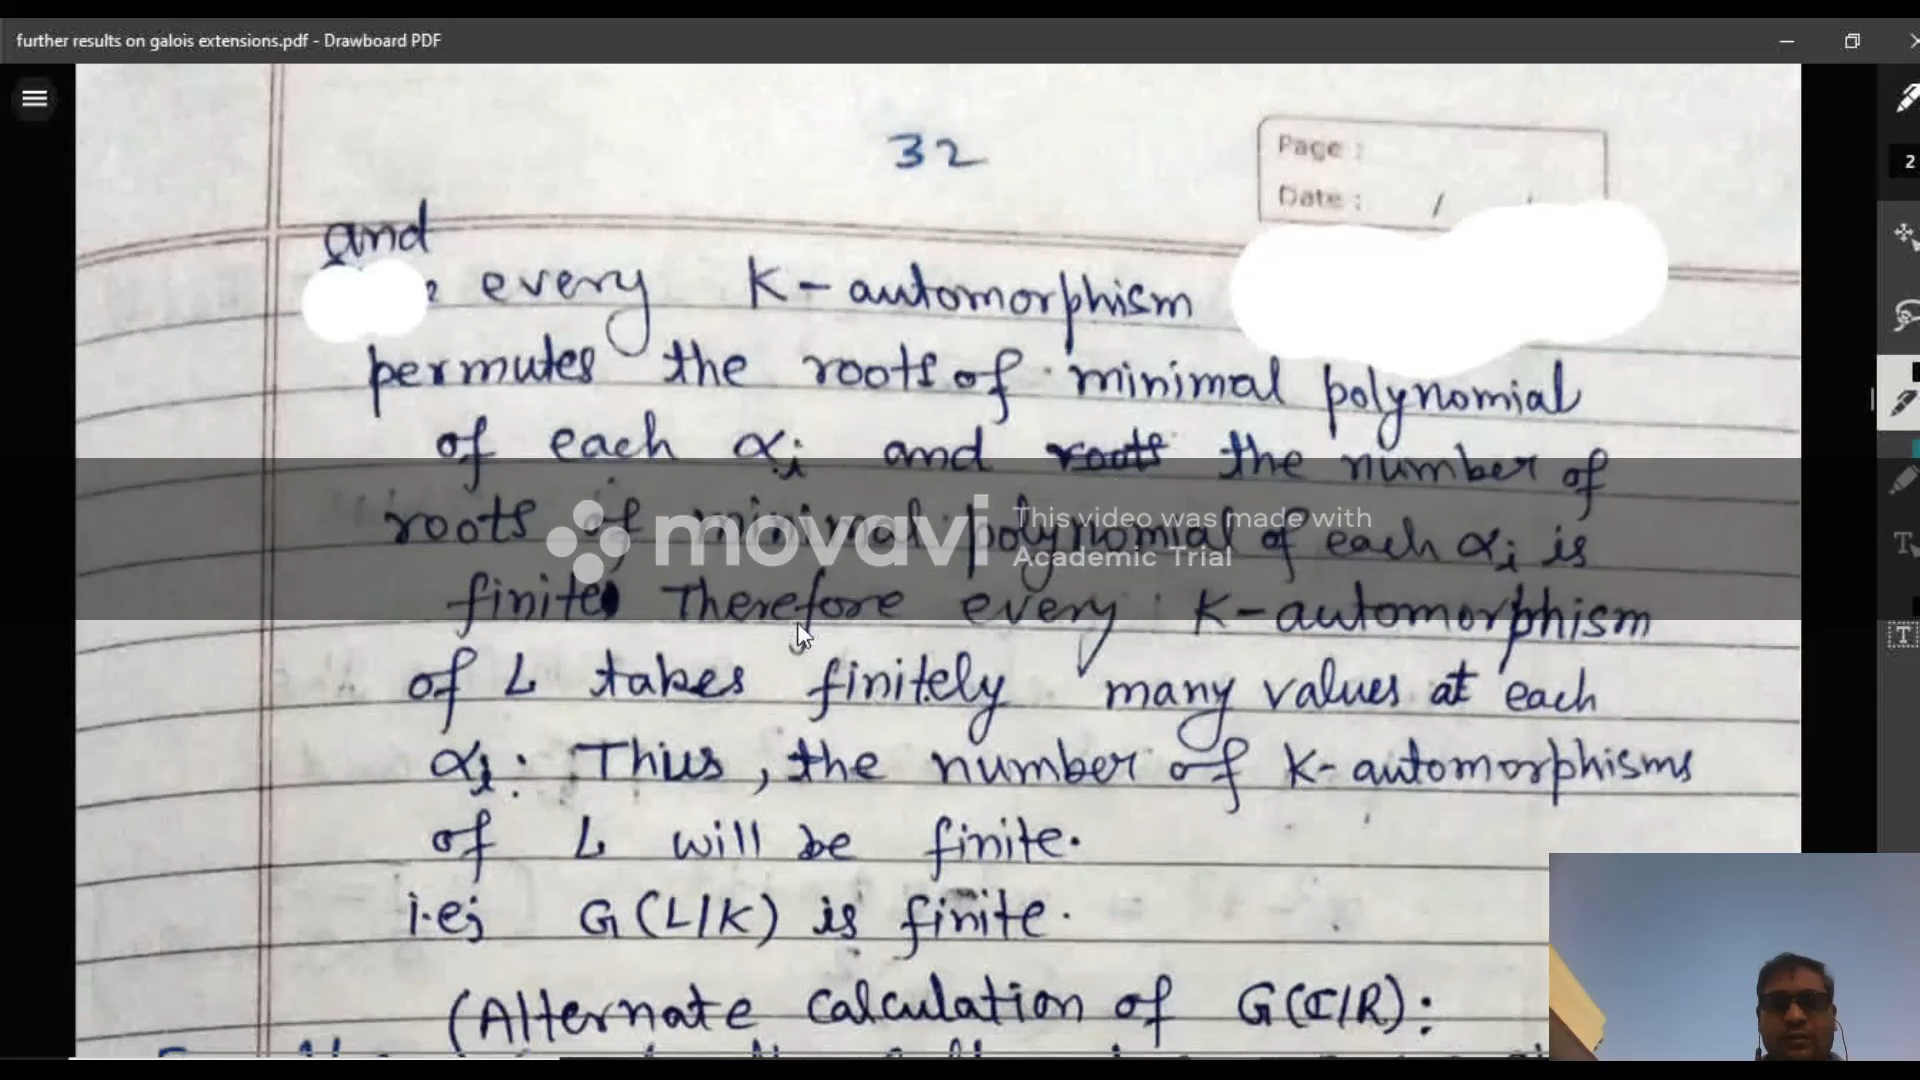 further results on galois extensions.pdf - Drawboard PDF
32
Page :
Date : /
and
every K-automorphism
permutes the roots of minimal polynomial
of each αi and roots the number of
roots of minimal polynomial of each αi is
finite. Therefore every K-automorphism
of L takes finitely many values at each
αi. Thus, the number of K-automorphisms
of L will be finite.
i.e; G(L/K) is finite.
(Alternate calculation of G(C/R):
movavi
This video was made with
Academic Trial
2